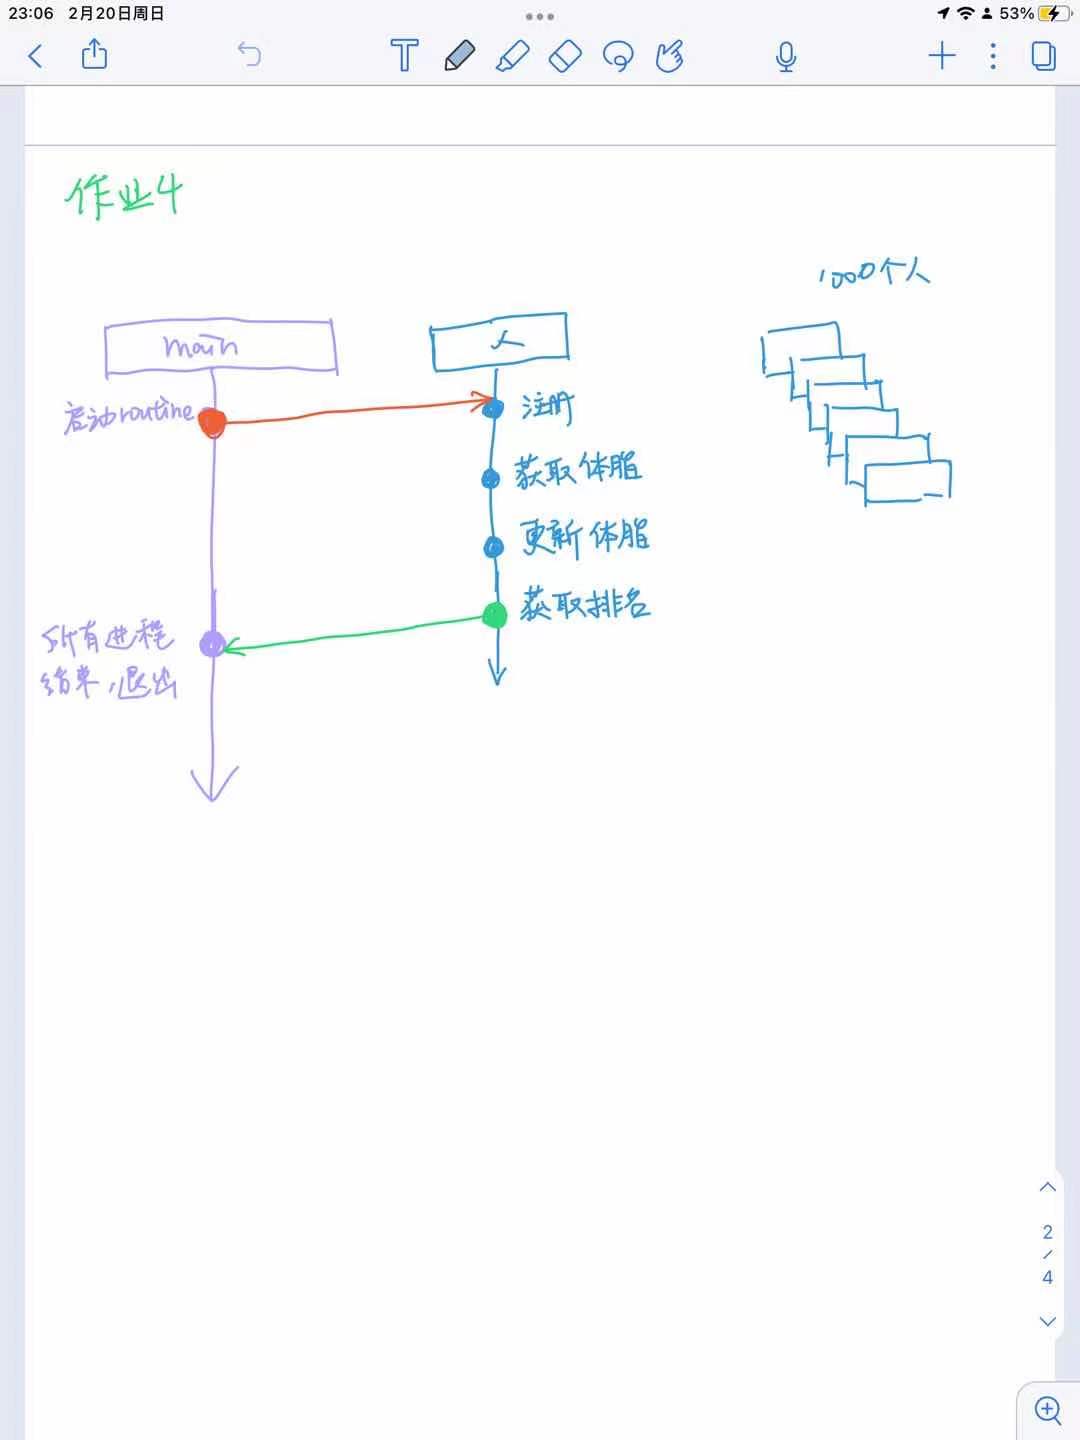 23:06 2月20日周日
53%
T
作业4
1000个人
main
人
启动routine
注册
获取体脂
更新体脂
获取排名
所有进程
结束,退出
2
/
4